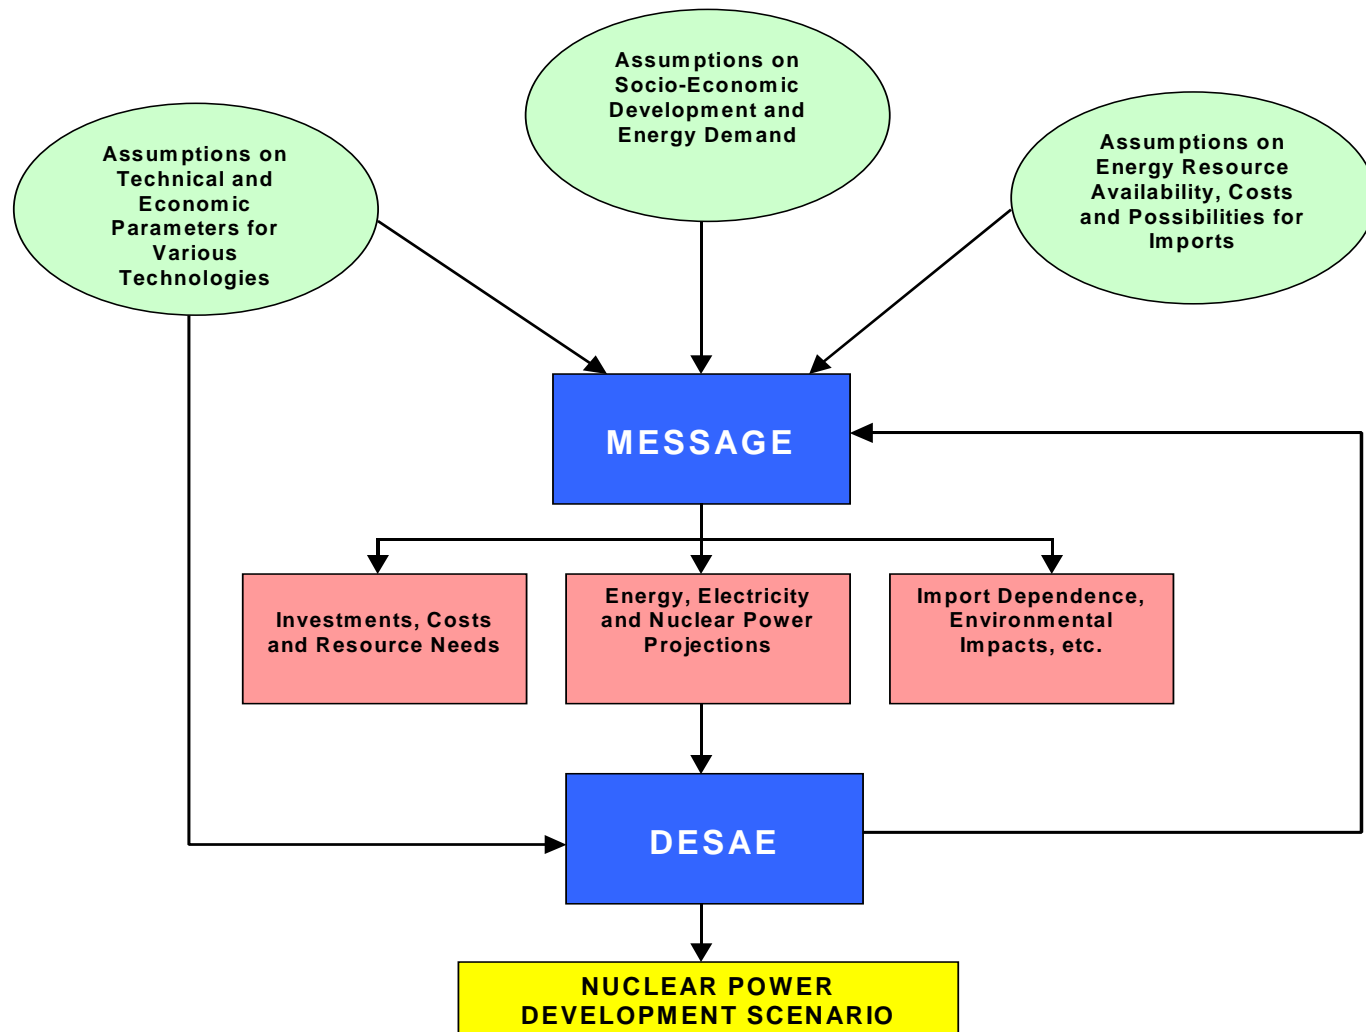 Assumptions on
Socio-Economic
Development and
Energy Demand
Assumptions on
Technical and
Economic
Parameters for
Various
Technologies
Assumptions on
Energy Resource
Availability, Costs
and Possibilities for
Imports
MESSAGE
Investments, Costs
and Resource Needs
Energy, Electricity
and Nuclear Power
Projections
Import Dependence,
Environmental
Impacts, etc.
DESAE
NUCLEAR POWER
DEVELOPMENT SCENARIO